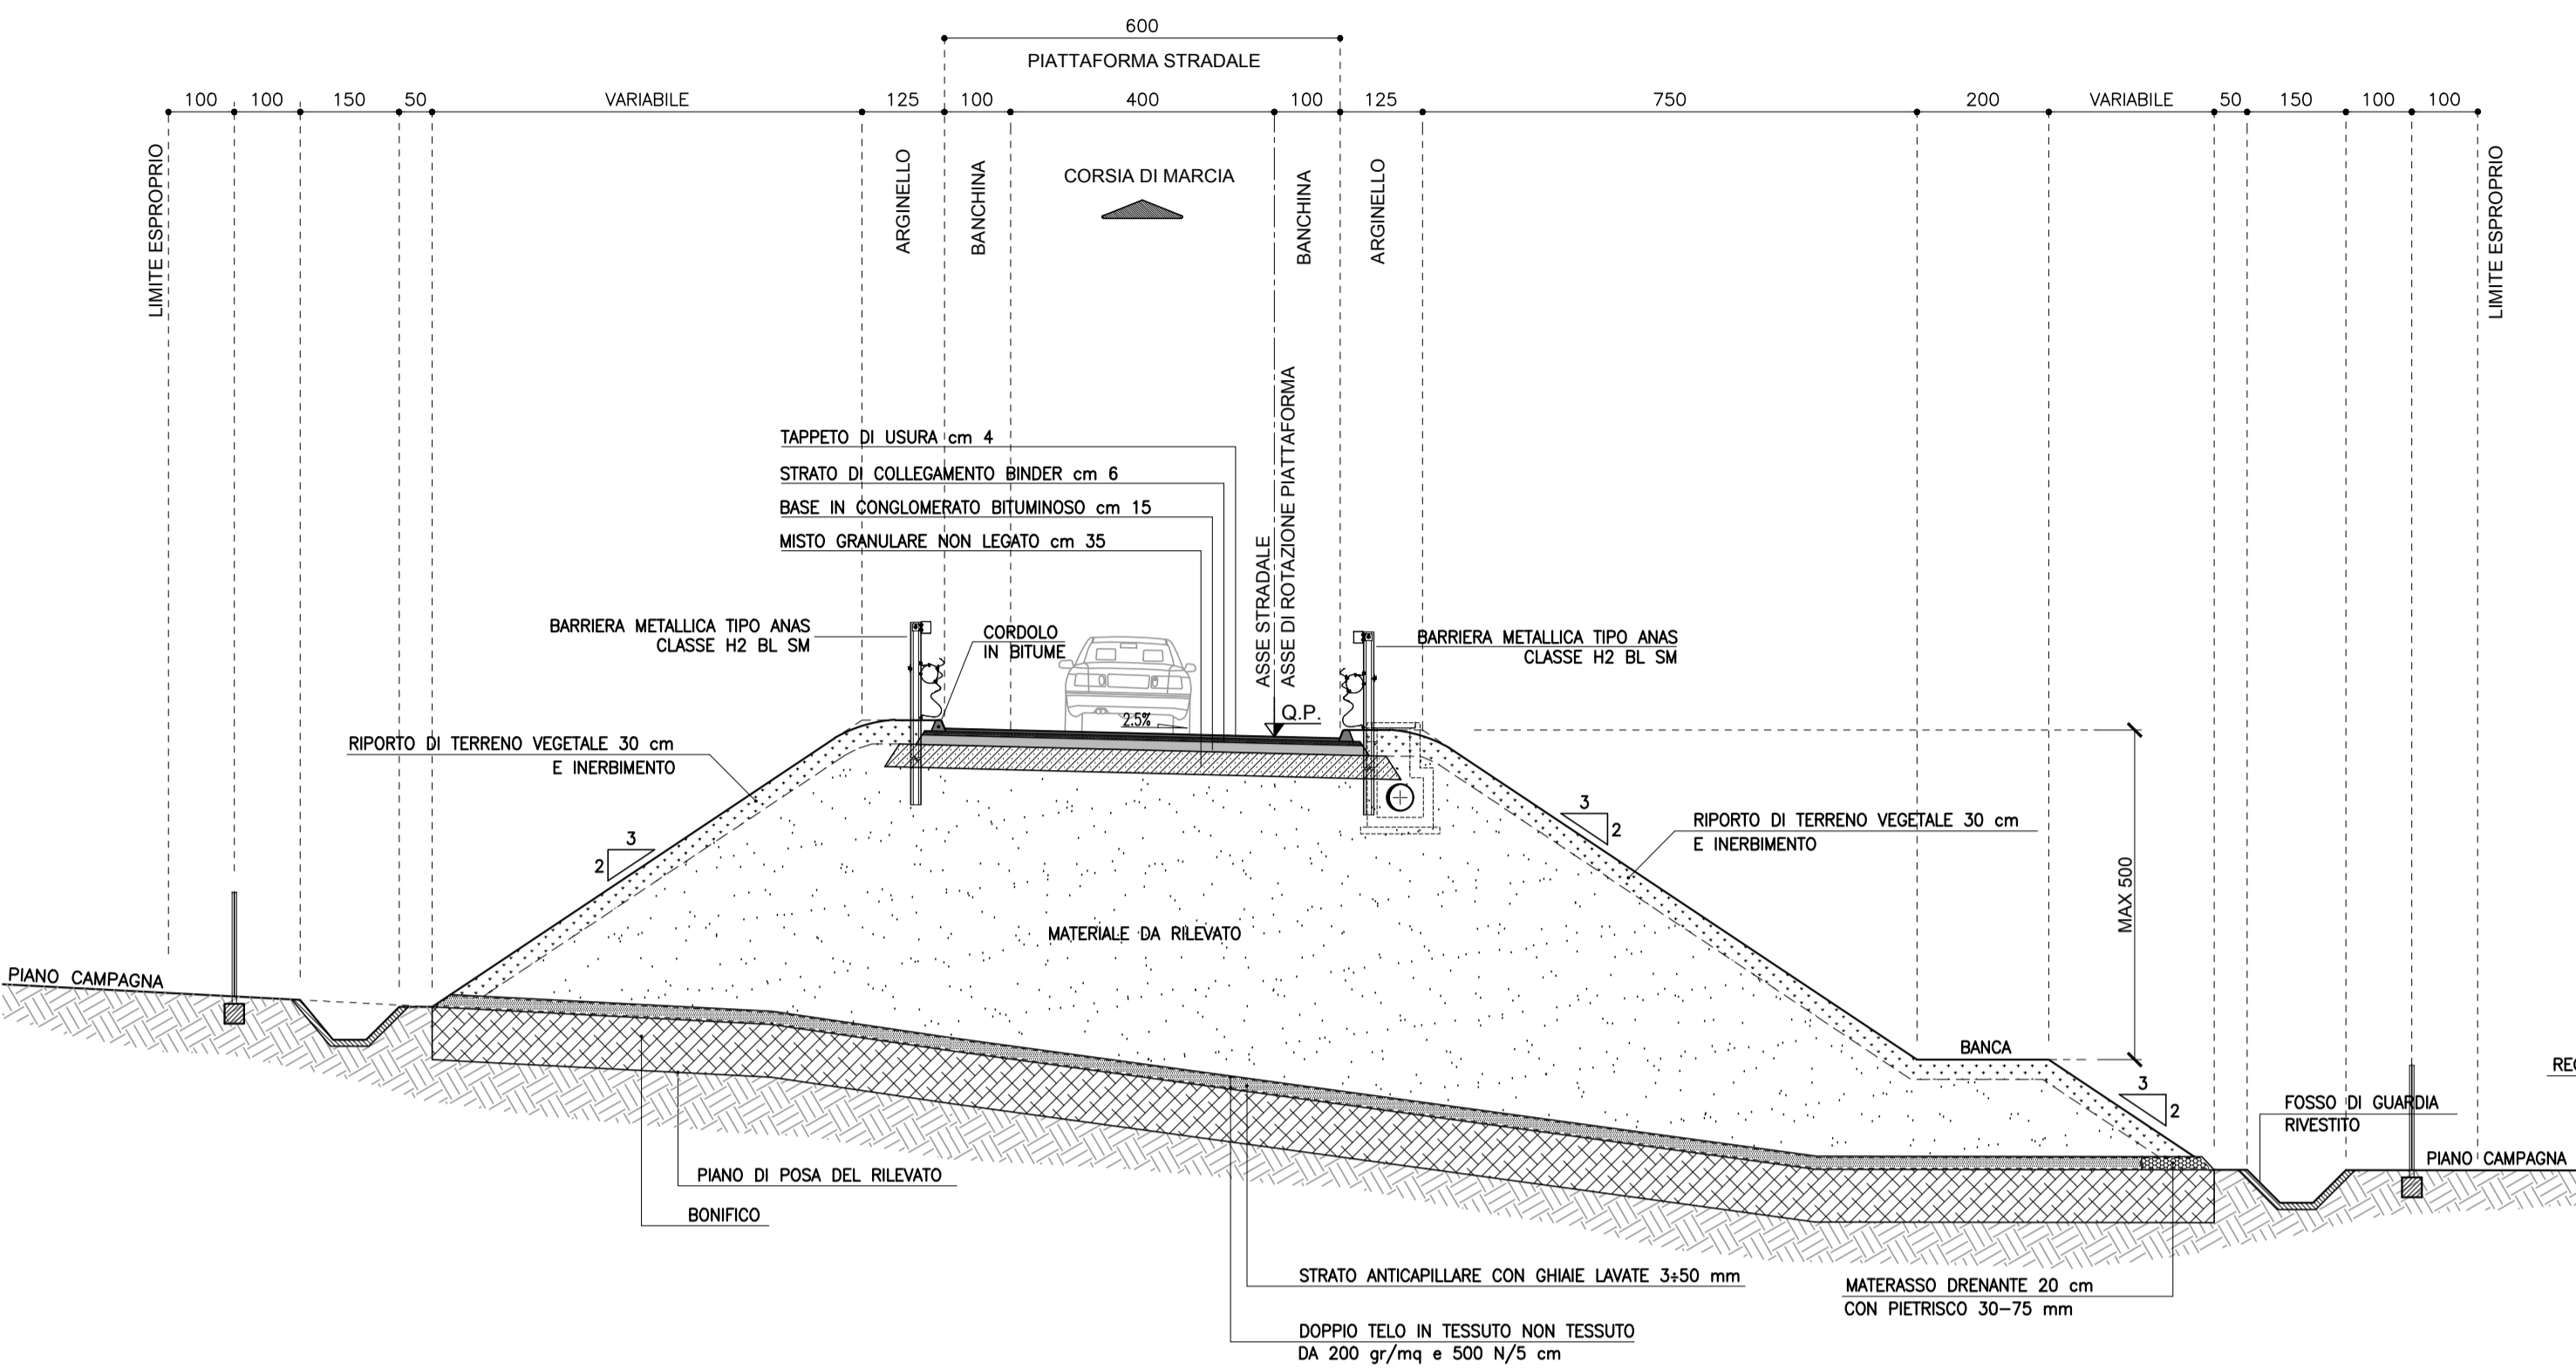 600
PIATTAFORMA STRADALE
100 100 150 50 VARIABILE 125 100 400 100 125 750 200 VARIABILE 50 150 100 100
LIMITE ESPROPRIO
ARGINELLO
BANCHINA
CORSIA DI MARCIA
BANCHINA
ARGINELLO
LIMITE ESPROPRIO
TAPPETO DI USURA cm 4
STRATO DI COLLEGAMENTO BINDER cm 6
BASE IN CONGLOMERATO BITUMINOSO cm 15
MISTO GRANULARE NON LEGATO cm 35
ASSE STRADALE
ASSE DI ROTAZIONE PIATTAFORMA
BARRIERA METALLICA TIPO ANAS
CLASSE H2 BL SM
CORDOLO
IN BITUME
BARRIERA METALLICA TIPO ANAS
CLASSE H2 BL SM
2.5%
Q.P.
RIPORTO DI TERRENO VEGETALE 30 cm
E INERBIMENTO
3
2
3
2
RIPORTO DI TERRENO VEGETALE 30 cm
E INERBIMENTO
MAX 500
MATERIALE DA RILEVATO
PIANO CAMPAGNA
BANCA
3
2
FOSSO DI GUARDIA
RIVESTITO
PIANO CAMPAGNA
PIANO DI POSA DEL RILEVATO
BONIFICO
STRATO ANTICAPILLARE CON GHIAIE LAVATE 3÷50 mm
MATERASSO DRENANTE 20 cm
CON PIETRISCO 30-75 mm
DOPPIO TELO IN TESSUTO NON TESSUTO
DA 200 gr/mq e 500 N/5 cm